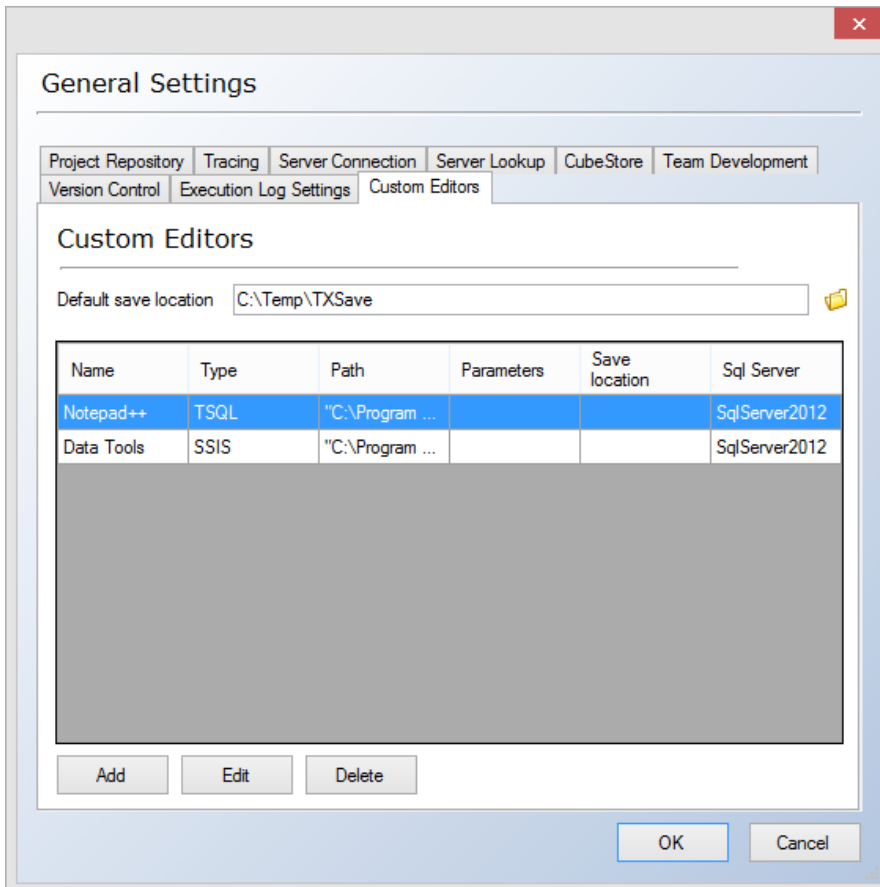 General Settings
Project Repository Tracing Server Connection Server Lookup CubeStore Team Development
Version Control Execution Log Settings Custom Editors
Custom Editors
Default save location C:\Temp\TXSave
Name Type Path Parameters Save location Sql Server
Notepad++ TSQL "C:\Program ... SqlServer2012
Data Tools SSIS "C:\Program ... SqlServer2012
Add Edit Delete
OK Cancel